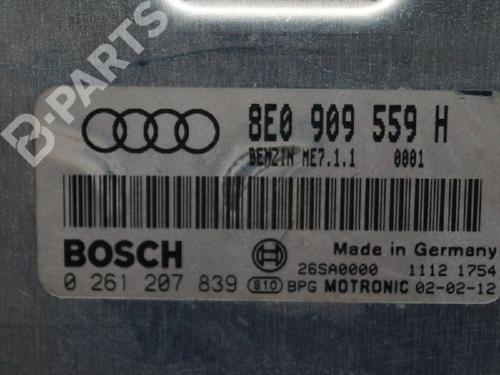 B-PARTS
8E0 909 559 H
BENZIN ME7.1.1 0001
BOSCH
Made in Germany
0 261 207 839
26SA0000 1112 1754
S10 BPG MOTRONIC 02-02-12